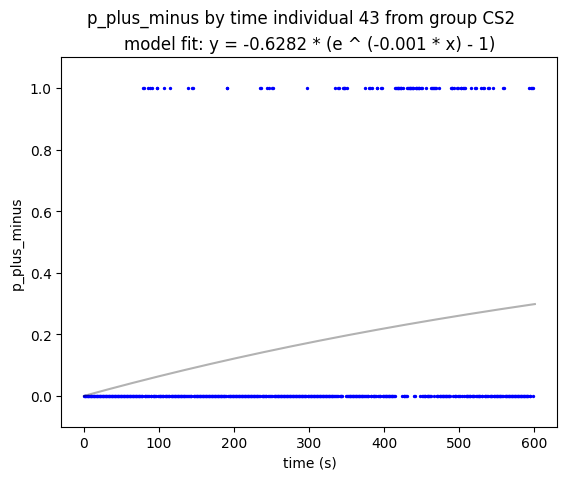 p_plus_minus by time individual 43 from group CS2
model fit: y = -0.6282 * (e ^ (-0.001 * x) - 1)
1.0
0.8
0.6
0.4
0.2
0.0
p_plus_minus
0 100 200 300 400 500 600
time (s)